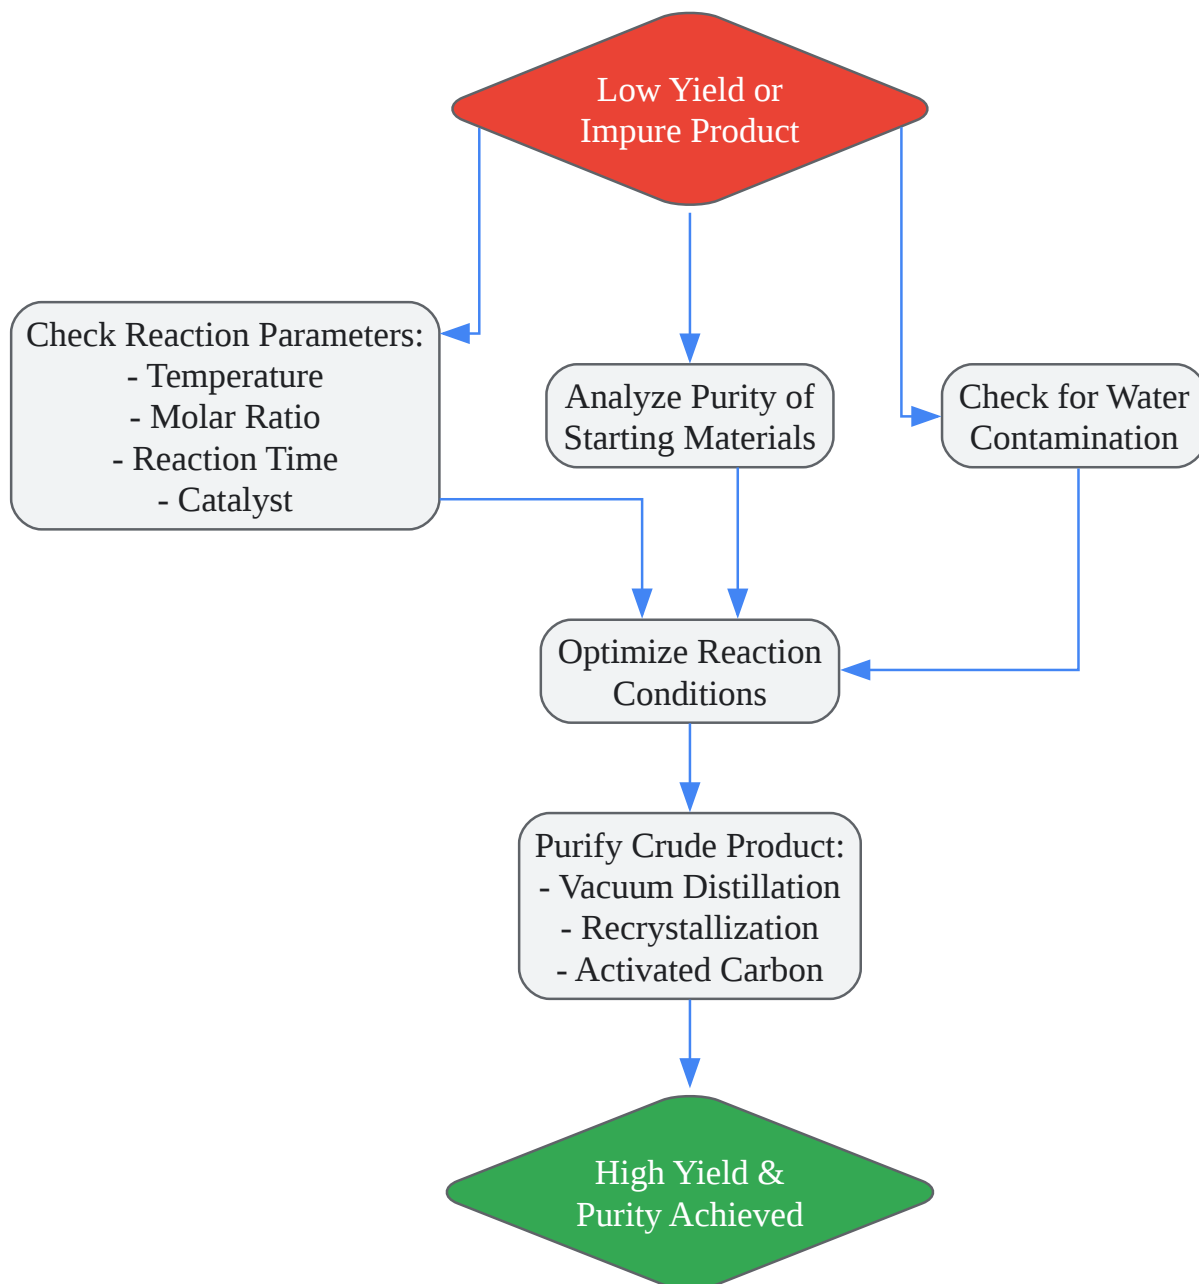 Low Yield or
Impure Product
Check Reaction Parameters:
- Temperature
- Molar Ratio
- Reaction Time
- Catalyst
Analyze Purity of
Starting Materials
Check for Water
Contamination
Optimize Reaction
Conditions
Purify Crude Product:
- Vacuum Distillation
- Recrystallization
- Activated Carbon
High Yield &
Purity Achieved